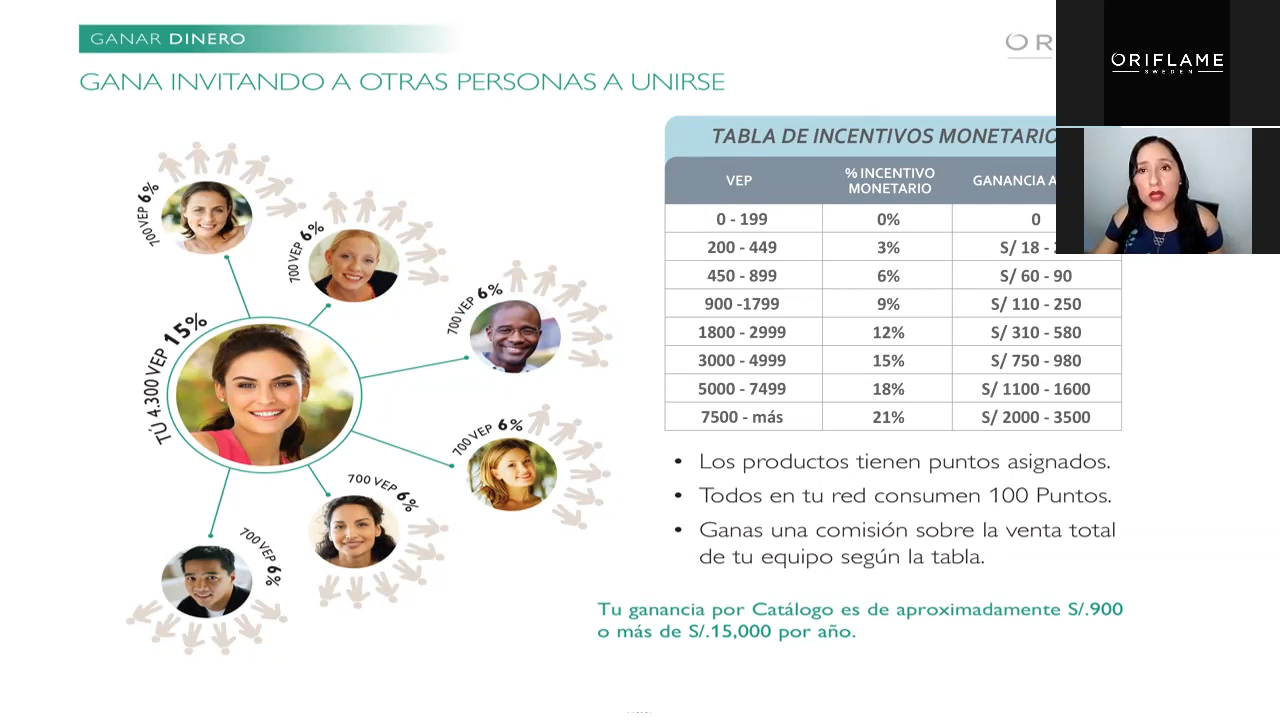 GANAR DINERO
GANA INVITANDO A OTRAS PERSONAS A UNIRSE
ORIFLAME
SWEDEN
700 VEP 6%
700 VEP 6%
700 VEP 6%
TÚ 4.300 VEP 15%
700 VEP 6%
700 VEP 6%
700 VEP 6%
TABLA DE INCENTIVOS MONETARIO
VEP % INCENTIVO MONETARIO GANANCIA A
0 - 199 0% 0
200 - 449 3% S/ 18 -
450 - 899 6% S/ 60 - 90
900 -1799 9% S/ 110 - 250
1800 - 2999 12% S/ 310 - 580
3000 - 4999 15% S/ 750 - 980
5000 - 7499 18% S/ 1100 - 1600
7500 - más 21% S/ 2000 - 3500
• Los productos tienen puntos asignados.
• Todos en tu red consumen 100 Puntos.
• Ganas una comisión sobre la venta total
de tu equipo según la tabla.
Tu ganancia por Catálogo es de aproximadamente S/.900
o más de S/.15,000 por año.